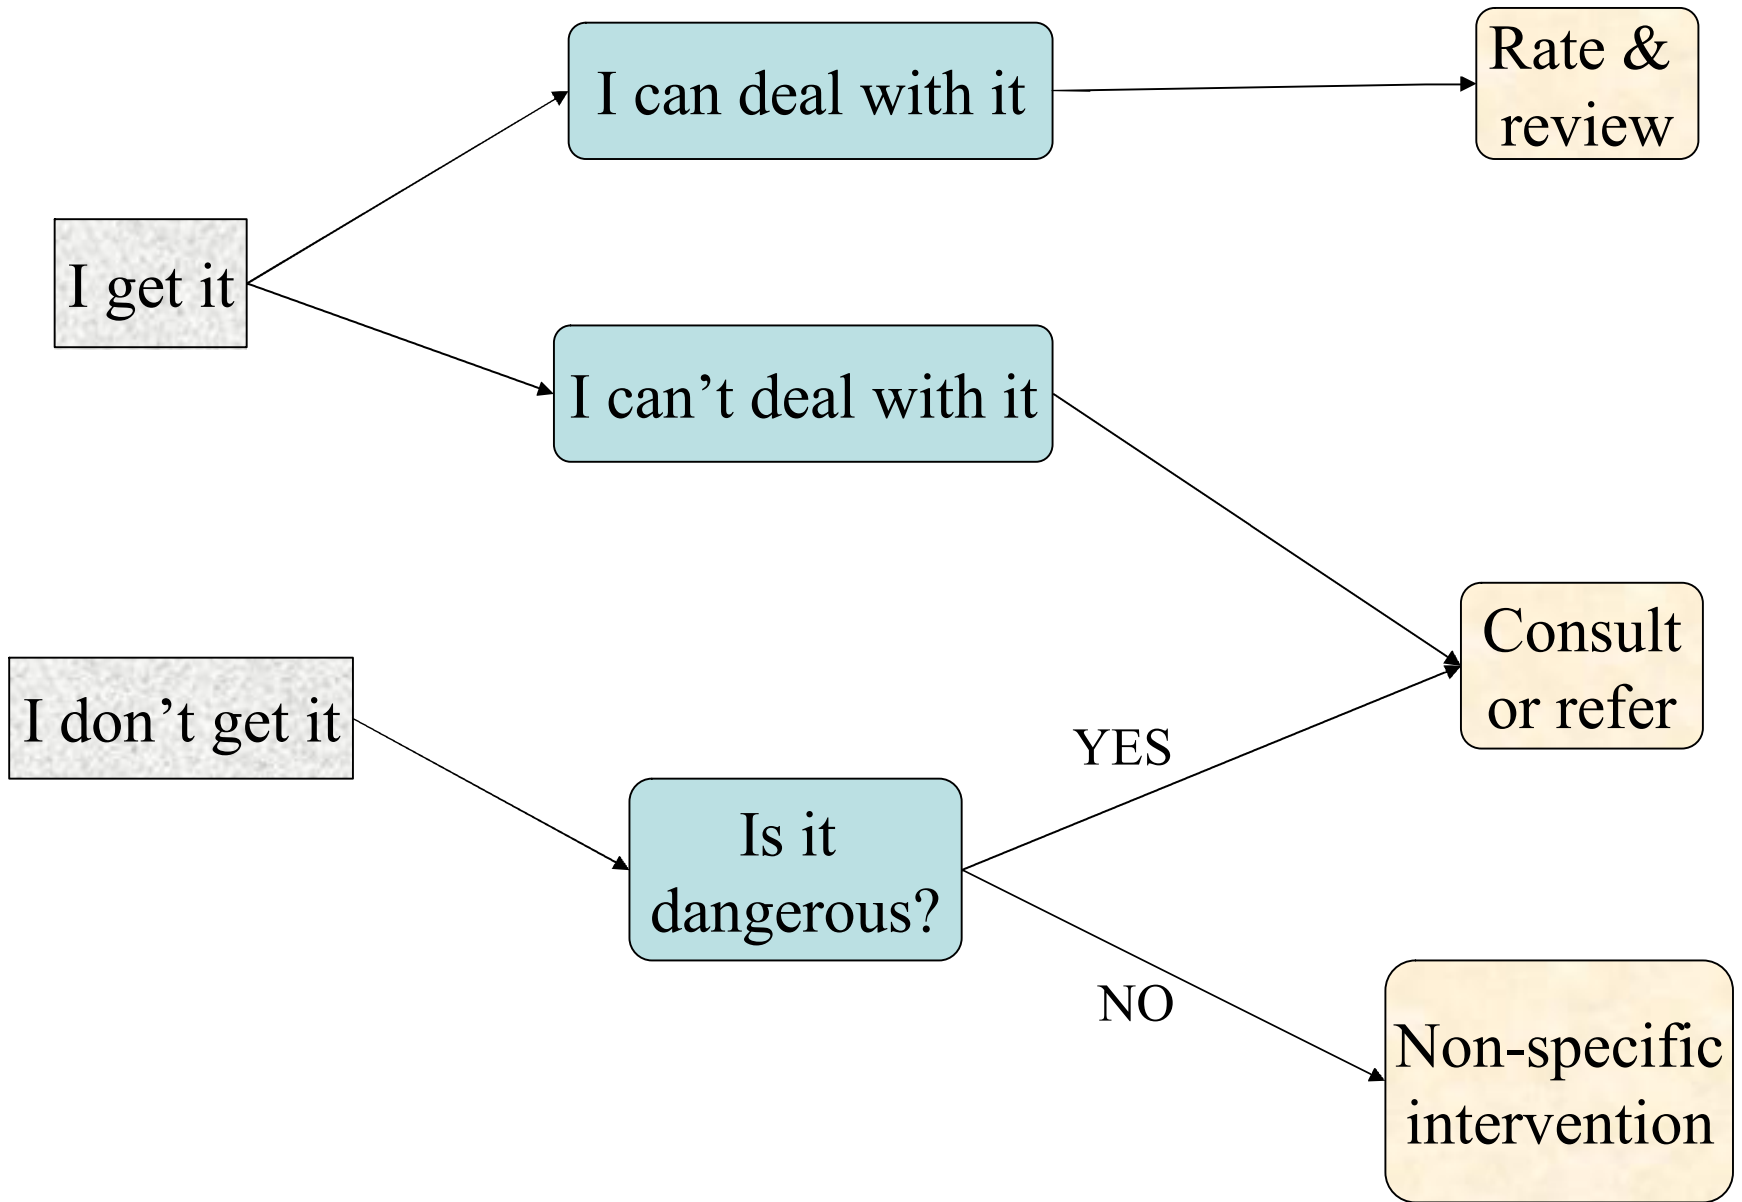 I can deal with it
Rate &
review
I get it
I can’t deal with it
Consult
or refer
I don’t get it
YES
Is it
dangerous?
NO
Non-specific
intervention